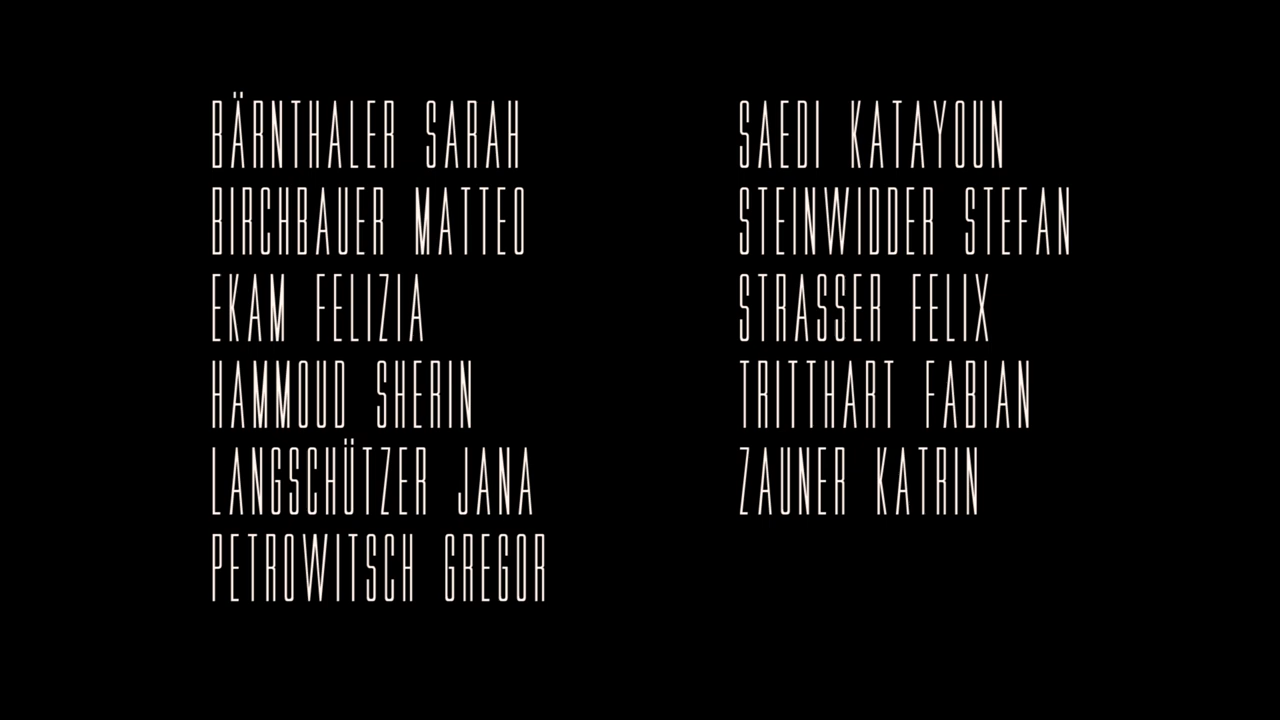 BÄRNTHALER SARAH
BIRCHBAUER MATTEO
EKAM FELIZIA
HAMMOUD SHERIN
LANGSCHÜTZER JANA
PETROWITSCH GREGOR
SAEDI KATAYOUN
STEINWIDDER STEFAN
STRASSER FELIX
TRITTHART FABIAN
ZAUNER KATRIN